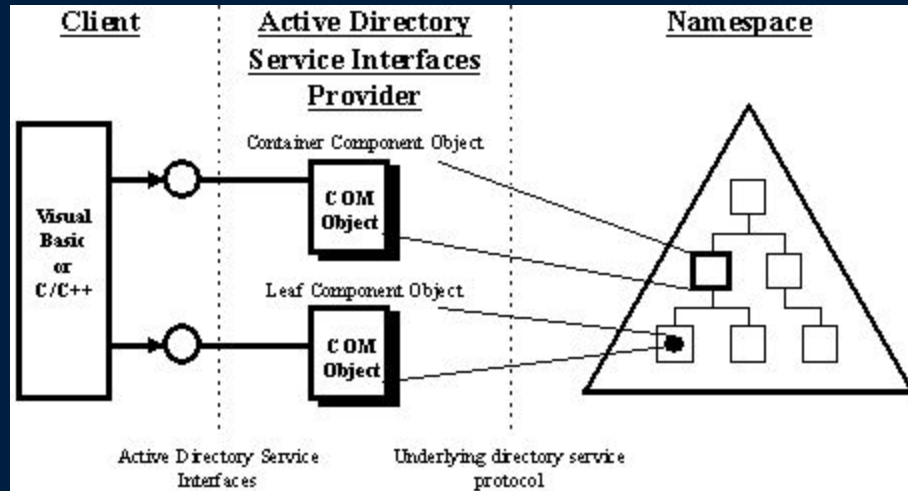 Client
Active Directory
Service Interfaces
Provider
Namespace
Container Component Object
Visual
Basic
or
C/C++
COM
Object
Leaf Component Object
COM
Object
Active Directory Service
Interfaces
Underlying directory service
protocol